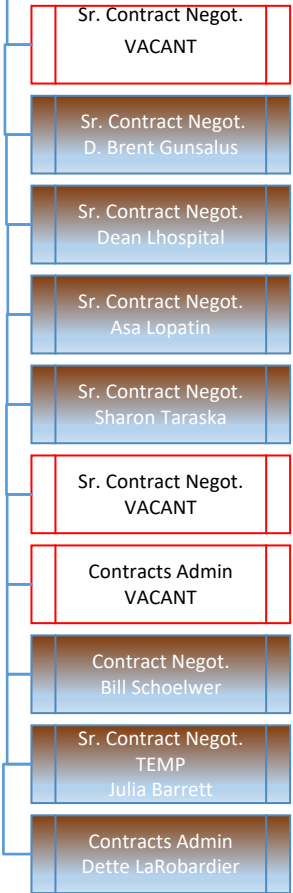 Sr. Contract Negot.
VACANT
Sr. Contract Negot.
D. Brent Gunsalus
Sr. Contract Negot.
Dean Lhospital
Sr. Contract Negot.
Asa Lopatin
Sr. Contract Negot.
Sharon Taraska
Sr. Contract Negot.
VACANT
Contracts Admin
VACANT
Contract Negot.
Bill Schoelwer
Sr. Contract Negot.
TEMP
Julia Barrett
Contracts Admin
Dette LaRobardier